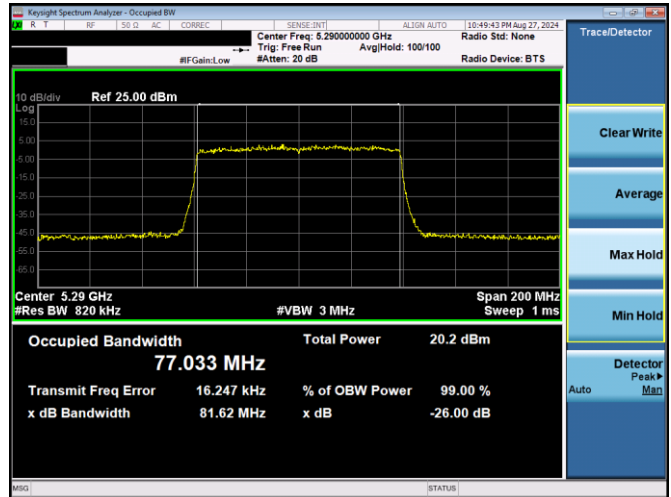 Keysight Spectrum Analyzer - Occupied BW
R T RF 50 Ω AC CORREC SENSE:INT ALIGN AUTO 10:49:43 PM Aug 27, 2024
Center Freq: 5.290000000 GHz Radio Std: None
Trig: Free Run Avg|Hold: 100/100
#IFGain:Low #Atten: 20 dB Radio Device: BTS
Trace/Detector
10 dB/div Ref 25.00 dBm
Log
15.0
5.00
-5.00
-15.0
-25.0
-35.0
-45.0
-55.0
-65.0
Center 5.29 GHz Span 200 MHz
#Res BW 820 kHz #VBW 3 MHz Sweep 1 ms
Occupied Bandwidth Total Power 20.2 dBm
77.033 MHz
Transmit Freq Error 16.247 kHz % of OBW Power 99.00 %
x dB Bandwidth 81.62 MHz x dB -26.00 dB
Clear Write
Average
Max Hold
Min Hold
Detector
Peak▶
Auto Man
MSG STATUS